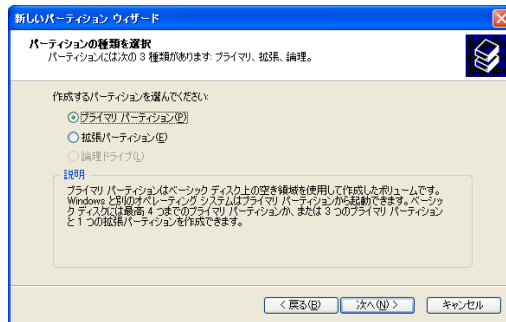 新しいパーティション ウィザード
パーティションの種類を選択
パーティションには次の 3 種類があります: プライマリ、拡張、論理。
作成するパーティションを選んでください:
プライマリ パーティション(P)
拡張パーティション(E)
論理ドライブ(L)
説明
プライマリ パーティションはベーシック ディスク上の空き領域を使用して作成したボリュームです。
Windows と別のオペレーティング システムはプライマリ パーティションから起動できます。ベーシッ
ク ディスクには最高 4 つまでのプライマリ パーティションか、または 3 つのプライマリ パーティション
と 1 つの拡張パーティションを作成できます。
< 戻る(B)
次へ(N) >
キャンセル